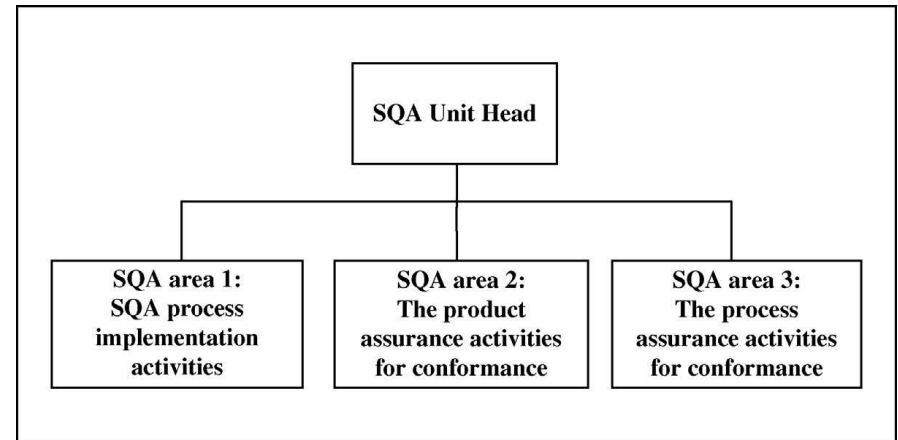 SQA Unit Head
SQA area 1:
SQA process
implementation
activities
SQA area 2:
The product
assurance activities
for conformance
SQA area 3:
The process
assurance activities
for conformance